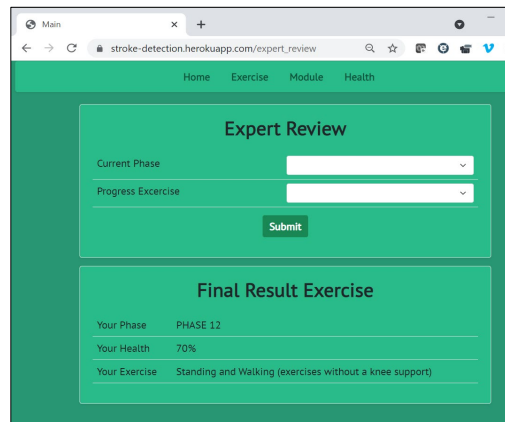 Main
stroke-detection.herokuapp.com/expert_review
Home Exercise Module Health
Expert Review
Current Phase
Progress Excercise
Submit
Final Result Exercise
Your Phase PHASE 12
Your Health 70%
Your Exercise Standing and Walking (exercises without a knee support)